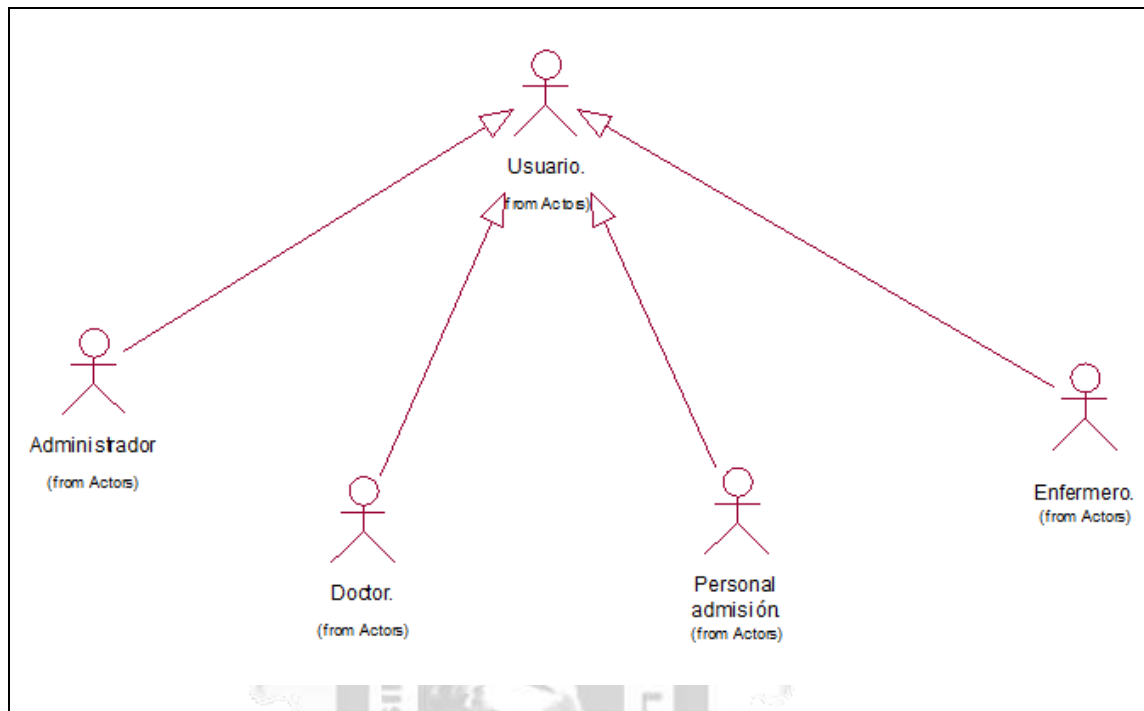 Usuario.
(from Actors)
Administrador
(from Actors)
Doctor.
(from Actors)
Personal
admisión.
(from Actors)
Enfermero.
(from Actors)